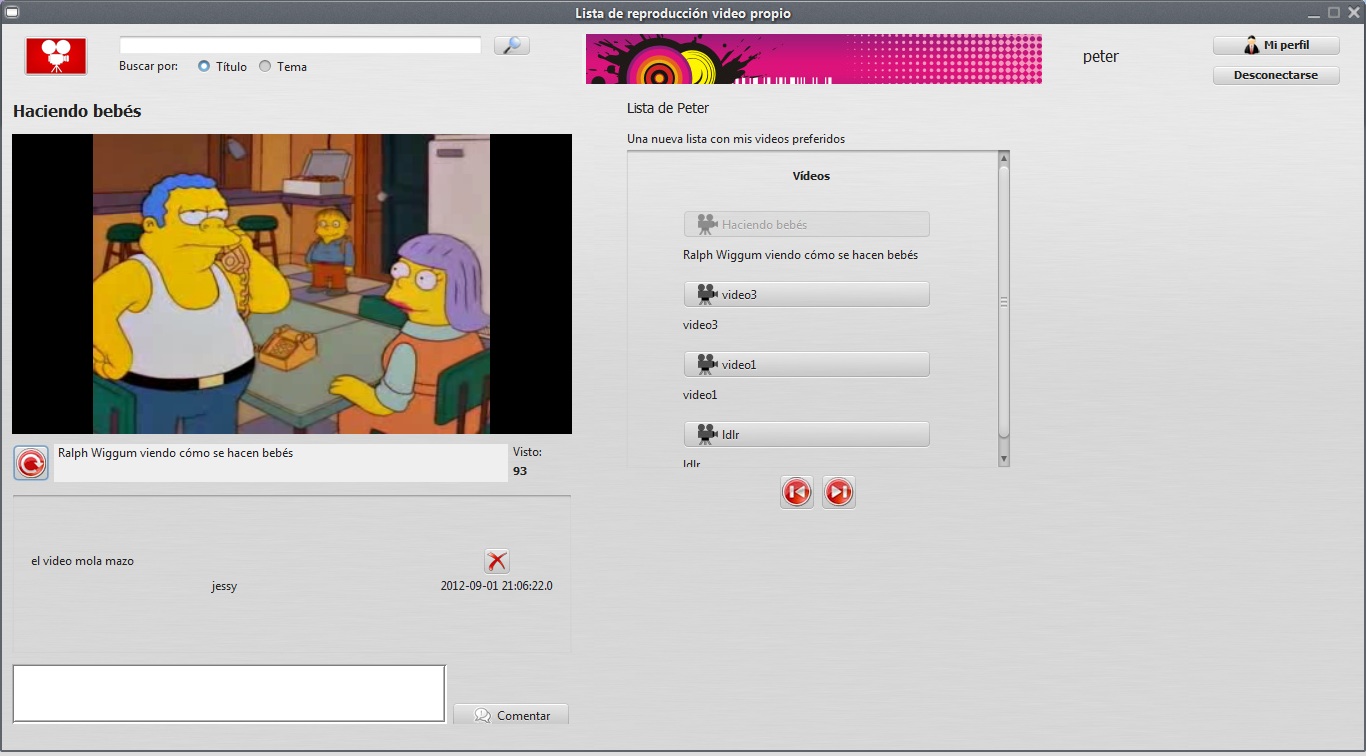 Lista de reproducción video propio
Buscar por:
Título
Tema
peter
Mi perfil
Desconectarse
Haciendo bebés
Ralph Wiggum viendo cómo se hacen bebés
Visto:
93
el video mola mazo
jessy
2012-09-01 21:06:22.0
Comentar
Lista de Peter
Una nueva lista con mis videos preferidos
Vídeos
Haciendo bebés
Ralph Wiggum viendo cómo se hacen bebés
video3
video3
video1
video1
ldlr
ldlr